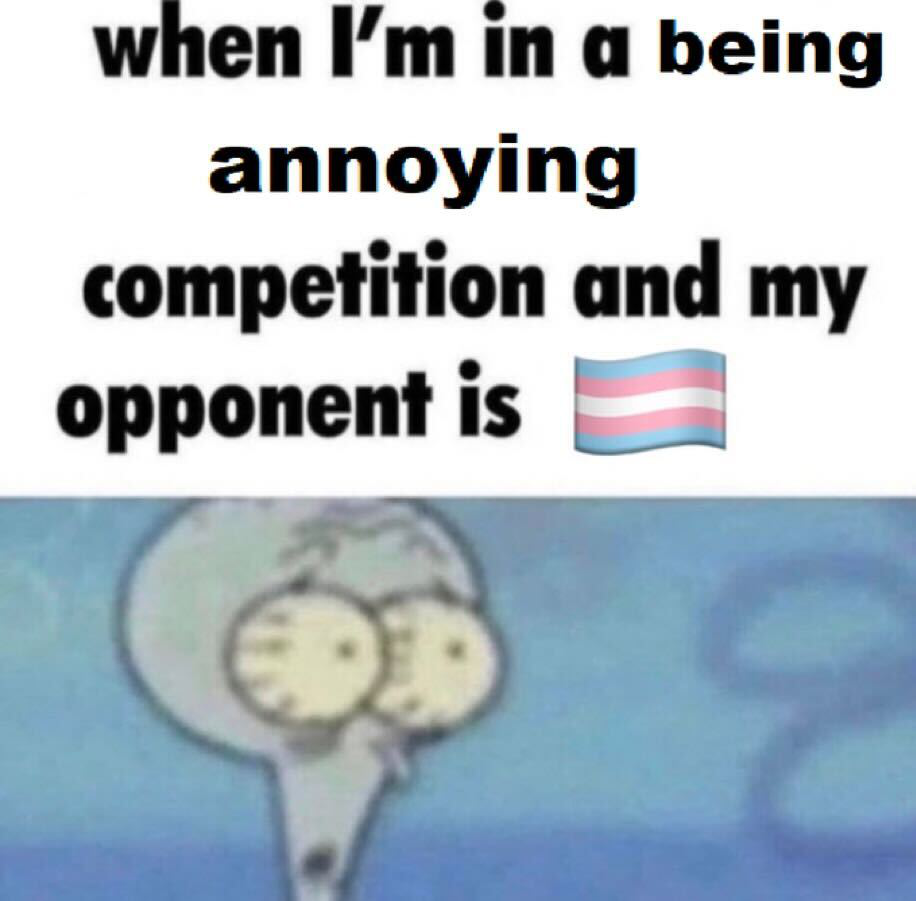 when I'm in a being
annoying
competition and my
opponent is 🏳️‍⚧️